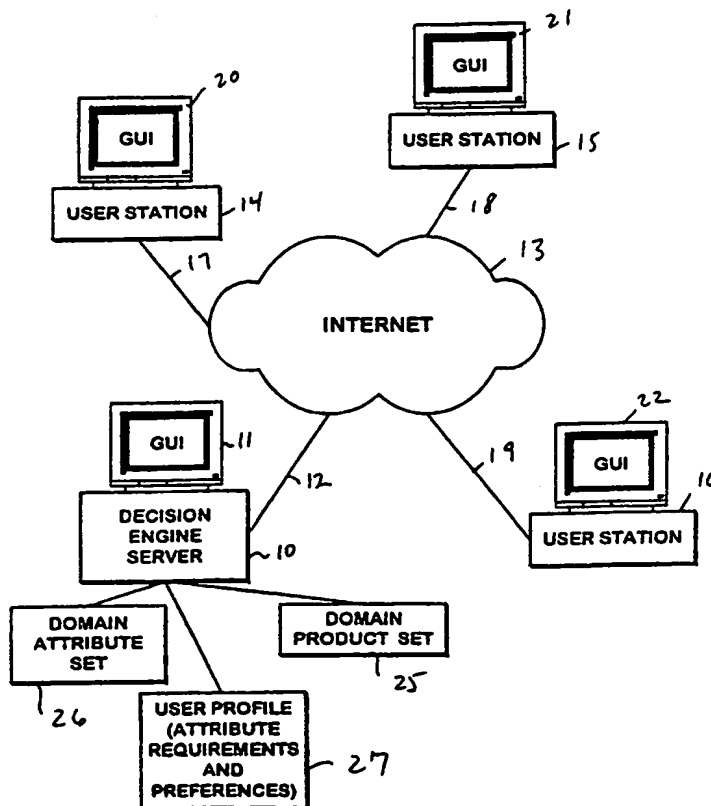 21
GUI
USER STATION
15
20
GUI
USER STATION
14
18
17
13
INTERNET
22
GUI
16
USER STATION
19
GUI
11
12
DECISION
ENGINE
SERVER
10
DOMAIN
ATTRIBUTE
SET
26
DOMAIN
PRODUCT SET
25
USER PROFILE
(ATTRIBUTE
REQUIREMENTS
AND
PREFERENCES)
27